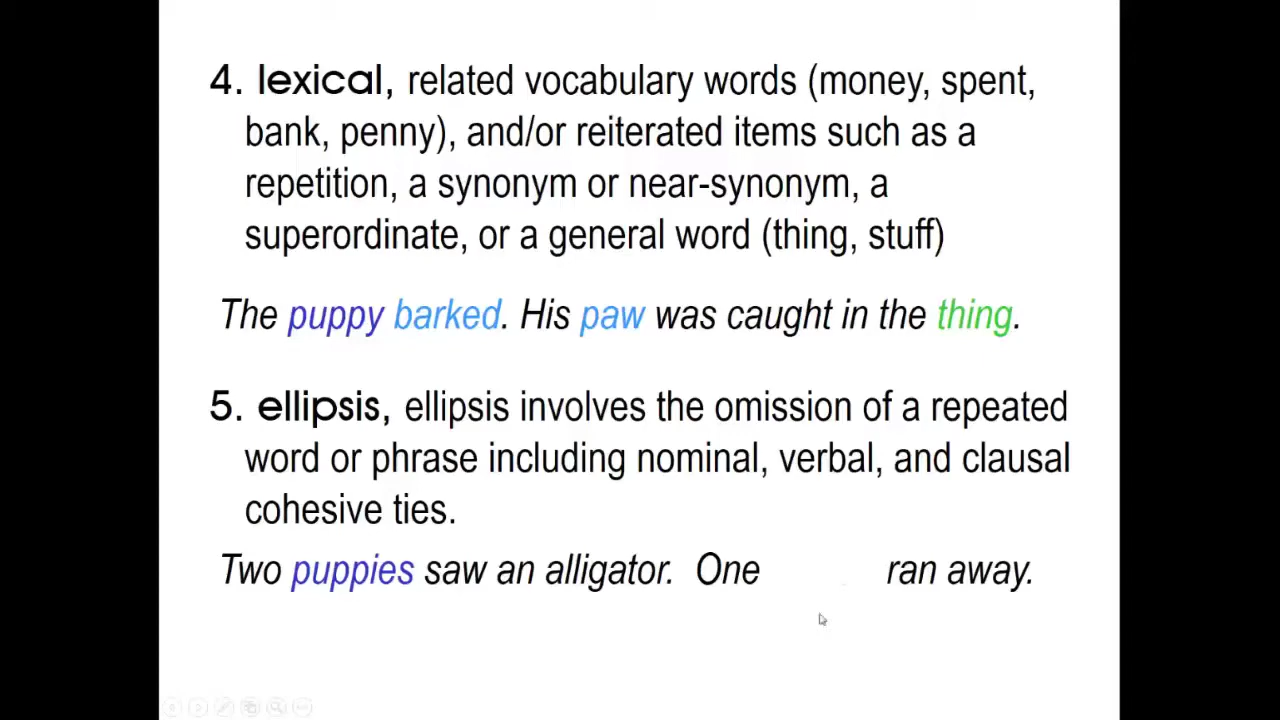 4. lexical, related vocabulary words (money, spent,
bank, penny), and/or reiterated items such as a
repetition, a synonym or near-synonym, a
superordinate, or a general word (thing, stuff)
The puppy barked. His paw was caught in the thing.
5. ellipsis, ellipsis involves the omission of a repeated
word or phrase including nominal, verbal, and clausal
cohesive ties.
Two puppies saw an alligator. One ran away.